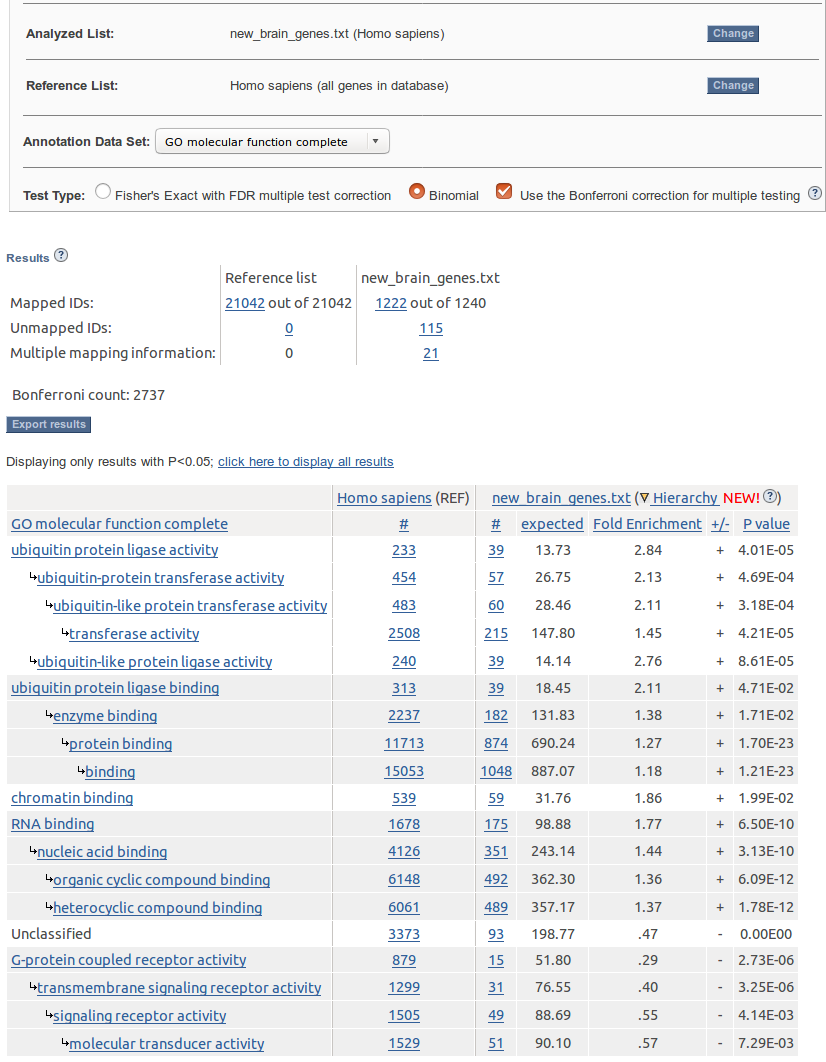 Analyzed List: new_brain_genes.txt (Homo sapiens) Change
Reference List: Homo sapiens (all genes in database) Change
Annotation Data Set: GO molecular function complete
Test Type: Fisher's Exact with FDR multiple test correction Binomial Use the Bonferroni correction for multiple testing ?
Results ?
Reference list new_brain_genes.txt
Mapped IDs: 21042 out of 21042 1222 out of 1240
Unmapped IDs: 0 115
Multiple mapping information: 0 21
Bonferroni count: 2737
Export results
Displaying only results with P<0.05; click here to display all results
Homo sapiens (REF) new_brain_genes.txt (∇ Hierarchy NEW! ?)
GO molecular function complete # # expected Fold Enrichment +/- P value
ubiquitin protein ligase activity 233 39 13.73 2.84 + 4.01E-05
↳ubiquitin-protein transferase activity 454 57 26.75 2.13 + 4.69E-04
↳ubiquitin-like protein transferase activity 483 60 28.46 2.11 + 3.18E-04
↳transferase activity 2508 215 147.80 1.45 + 4.21E-05
↳ubiquitin-like protein ligase activity 240 39 14.14 2.76 + 8.61E-05
ubiquitin protein ligase binding 313 39 18.45 2.11 + 4.71E-02
↳enzyme binding 2237 182 131.83 1.38 + 1.71E-02
↳protein binding 11713 874 690.24 1.27 + 1.70E-23
↳binding 15053 1048 887.07 1.18 + 1.21E-23
chromatin binding 539 59 31.76 1.86 + 1.99E-02
RNA binding 1678 175 98.88 1.77 + 6.50E-10
↳nucleic acid binding 4126 351 243.14 1.44 + 3.13E-10
↳organic cyclic compound binding 6148 492 362.30 1.36 + 6.09E-12
↳heterocyclic compound binding 6061 489 357.17 1.37 + 1.78E-12
Unclassified 3373 93 198.77 .47 - 0.00E00
G-protein coupled receptor activity 879 15 51.80 .29 - 2.73E-06
↳transmembrane signaling receptor activity 1299 31 76.55 .40 - 3.25E-06
↳signaling receptor activity 1505 49 88.69 .55 - 4.14E-03
↳molecular transducer activity 1529 51 90.10 .57 - 7.29E-03